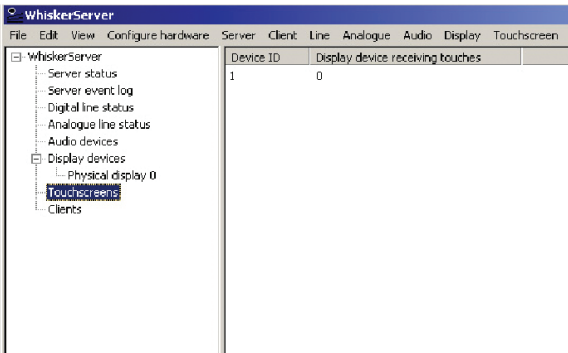 WhiskerServer
File Edit View Configure hardware Server Client Line Analogue Audio Display Touchscreen
WhiskerServer
Server status
Server event log
Digital line status
Analogue line status
Audio devices
Display devices
Physical display 0
Touchscreens
Clients
Device ID Display device receiving touches
1 0